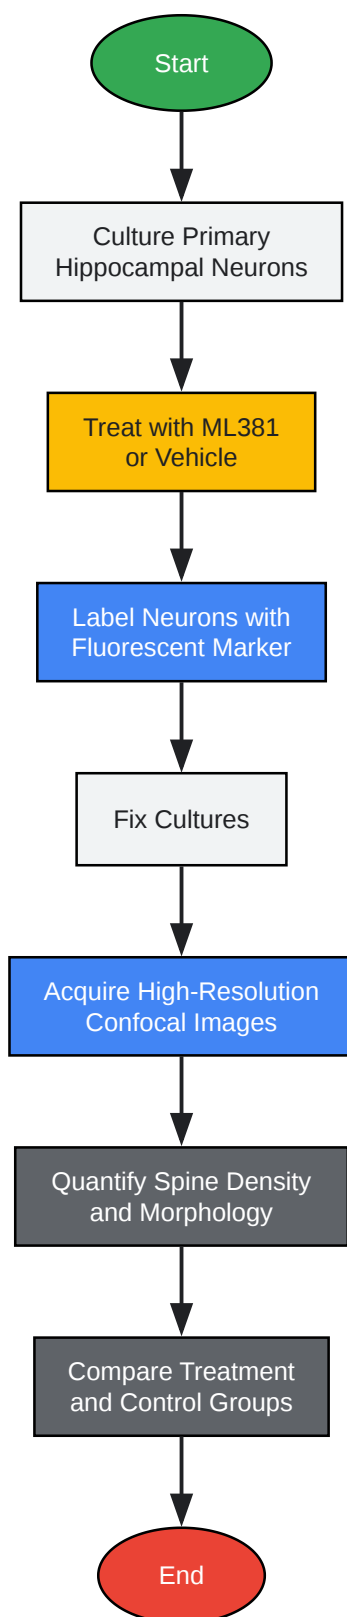 Start
Culture Primary
Hippocampal Neurons
Treat with ML381
or Vehicle
Label Neurons with
Fluorescent Marker
Fix Cultures
Acquire High-Resolution
Confocal Images
Quantify Spine Density
and Morphology
Compare Treatment
and Control Groups
End